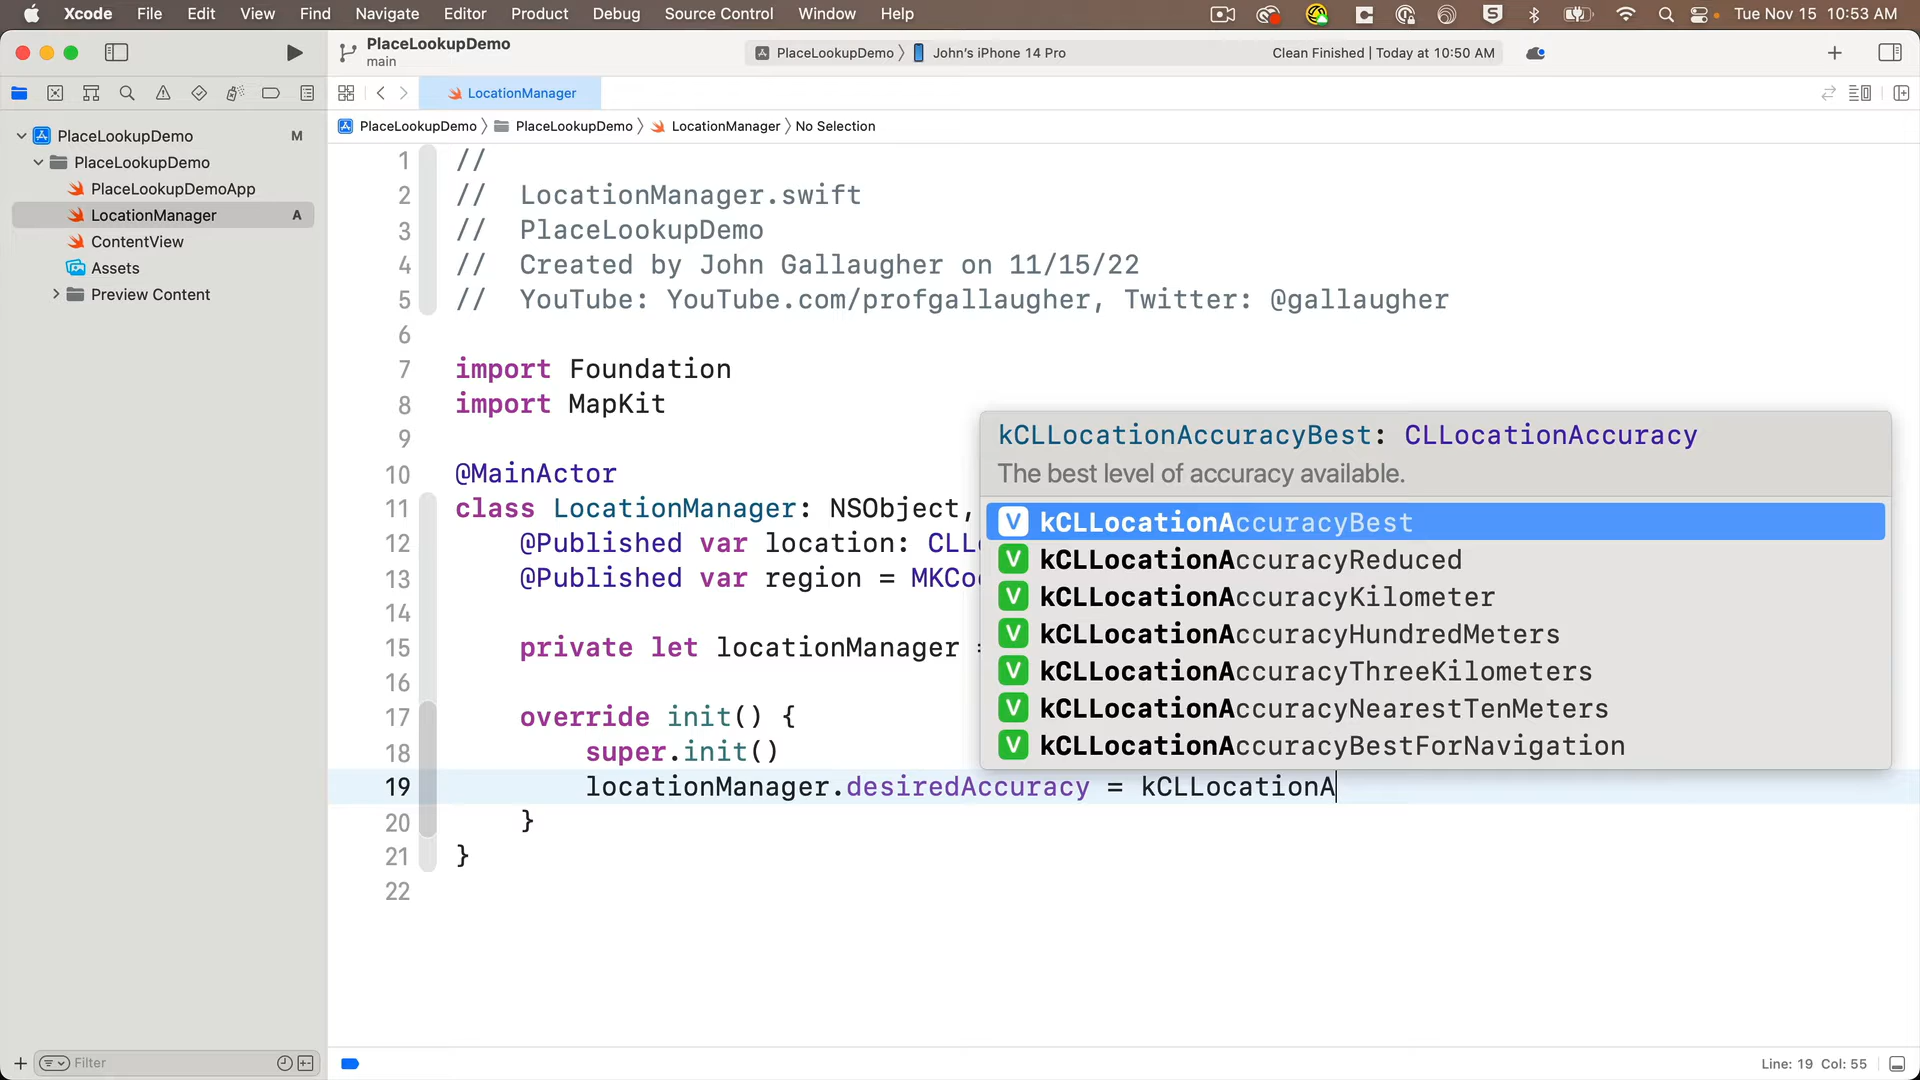 Xcode File Edit View Find Navigate Editor Product Debug Source Control Window Help Tue Nov 15 10:53 AM
PlaceLookupDemo
main
PlaceLookupDemo John's iPhone 14 Pro Clean Finished | Today at 10:50 AM
LocationManager
PlaceLookupDemo PlaceLookupDemo LocationManager No Selection
PlaceLookupDemo M
PlaceLookupDemo
PlaceLookupDemoApp
LocationManager A
ContentView
Assets
Preview Content
1 //
2 // LocationManager.swift
3 // PlaceLookupDemo
4 // Created by John Gallaugher on 11/15/22
5 // YouTube: YouTube.com/profgallaugher, Twitter: @gallaugher
6
7 import Foundation
8 import MapKit
9
10 @MainActor
11 class LocationManager: NSObject,
12 @Published var location:
13 @Published var region =
14
15 private let locationManager
16
17 override init() {
18 super.init()
19 locationManager.desiredAccuracy = kCLLocationA
20 }
21 }
22
kCLLocationAccuracyBest: CLLocationAccuracy
The best level of accuracy available.
V kCLLocationAccuracyBest
V kCLLocationAccuracyReduced
V kCLLocationAccuracyKilometer
V kCLLocationAccuracyHundredMeters
V kCLLocationAccuracyThreeKilometers
V kCLLocationAccuracyNearestTenMeters
V kCLLocationAccuracyBestForNavigation
Filter
Line: 19 Col: 55